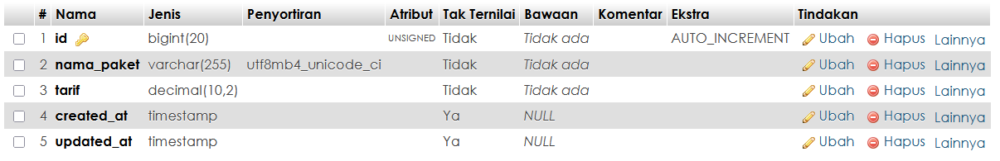 # Nama Jenis Penyortiran Atribut Tak Ternilai Bawaan Komentar Ekstra Tindakan
1 id bigint(20) UNSIGNED Tidak Tidak ada AUTO_INCREMENT Ubah Hapus Lainnya
2 nama_paket varchar(255) utf8mb4_unicode_ci Tidak Tidak ada Ubah Hapus Lainnya
3 tarif decimal(10,2) Tidak Tidak ada Ubah Hapus Lainnya
4 created_at timestamp Ya NULL Ubah Hapus Lainnya
5 updated_at timestamp Ya NULL Ubah Hapus Lainnya